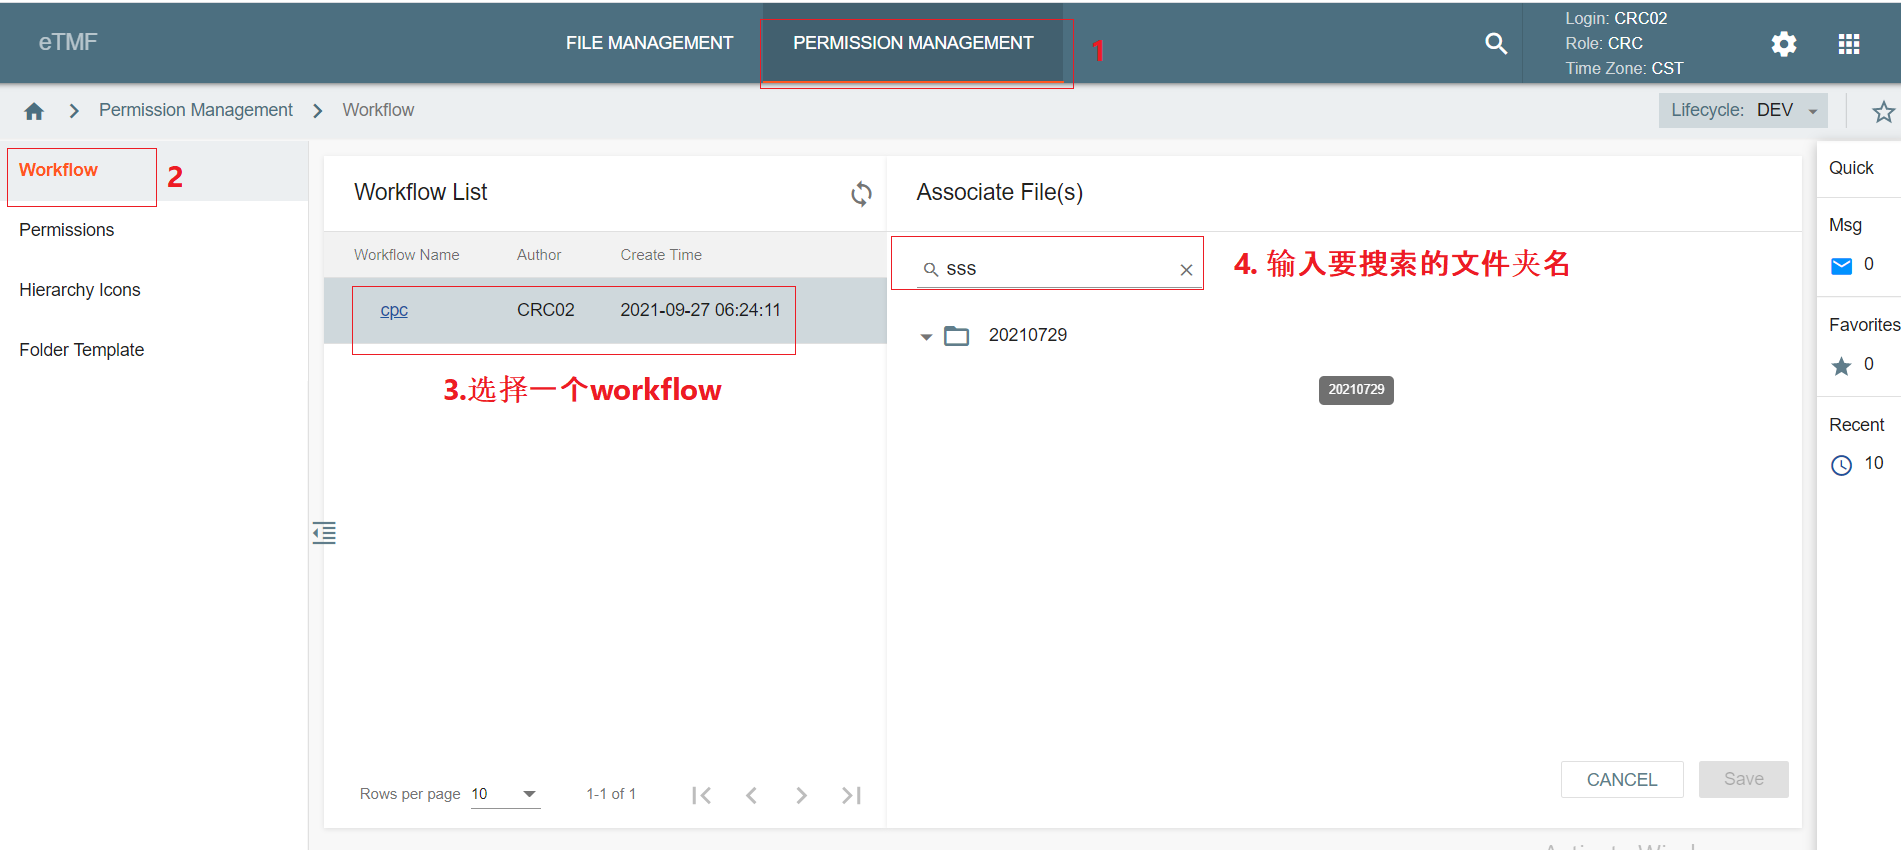 eTMF
FILE MANAGEMENT
PERMISSION MANAGEMENT
1
Login: CRC02
Role: CRC
Time Zone: CST
Permission Management
Workflow
Lifecycle: DEV
Workflow
2
Permissions
Hierarchy Icons
Folder Template
Workflow List
Workflow Name Author Create Time
cpc CRC02 2021-09-27 06:24:11
3.选择一个workflow
Rows per page 10 1-1 of 1
Associate File(s)
sss
4. 输入要搜索的文件夹名
20210729
20210729
CANCEL
Save
Quick
Msg
0
Favorites
0
Recent
10